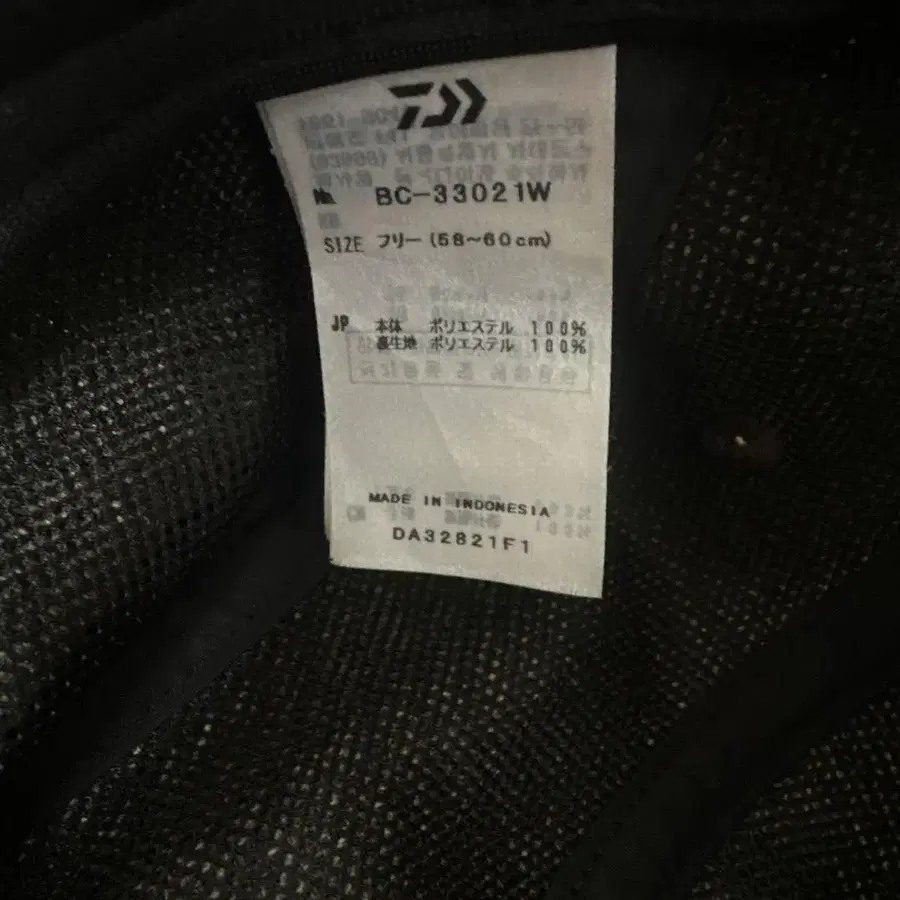 No. BC-33021W
SIZE フリー (58~60cm)
JP 本体 ポリエステル 100%
裏生地 ポリエステル 100%
MADE IN INDONESIA
DA32821F1